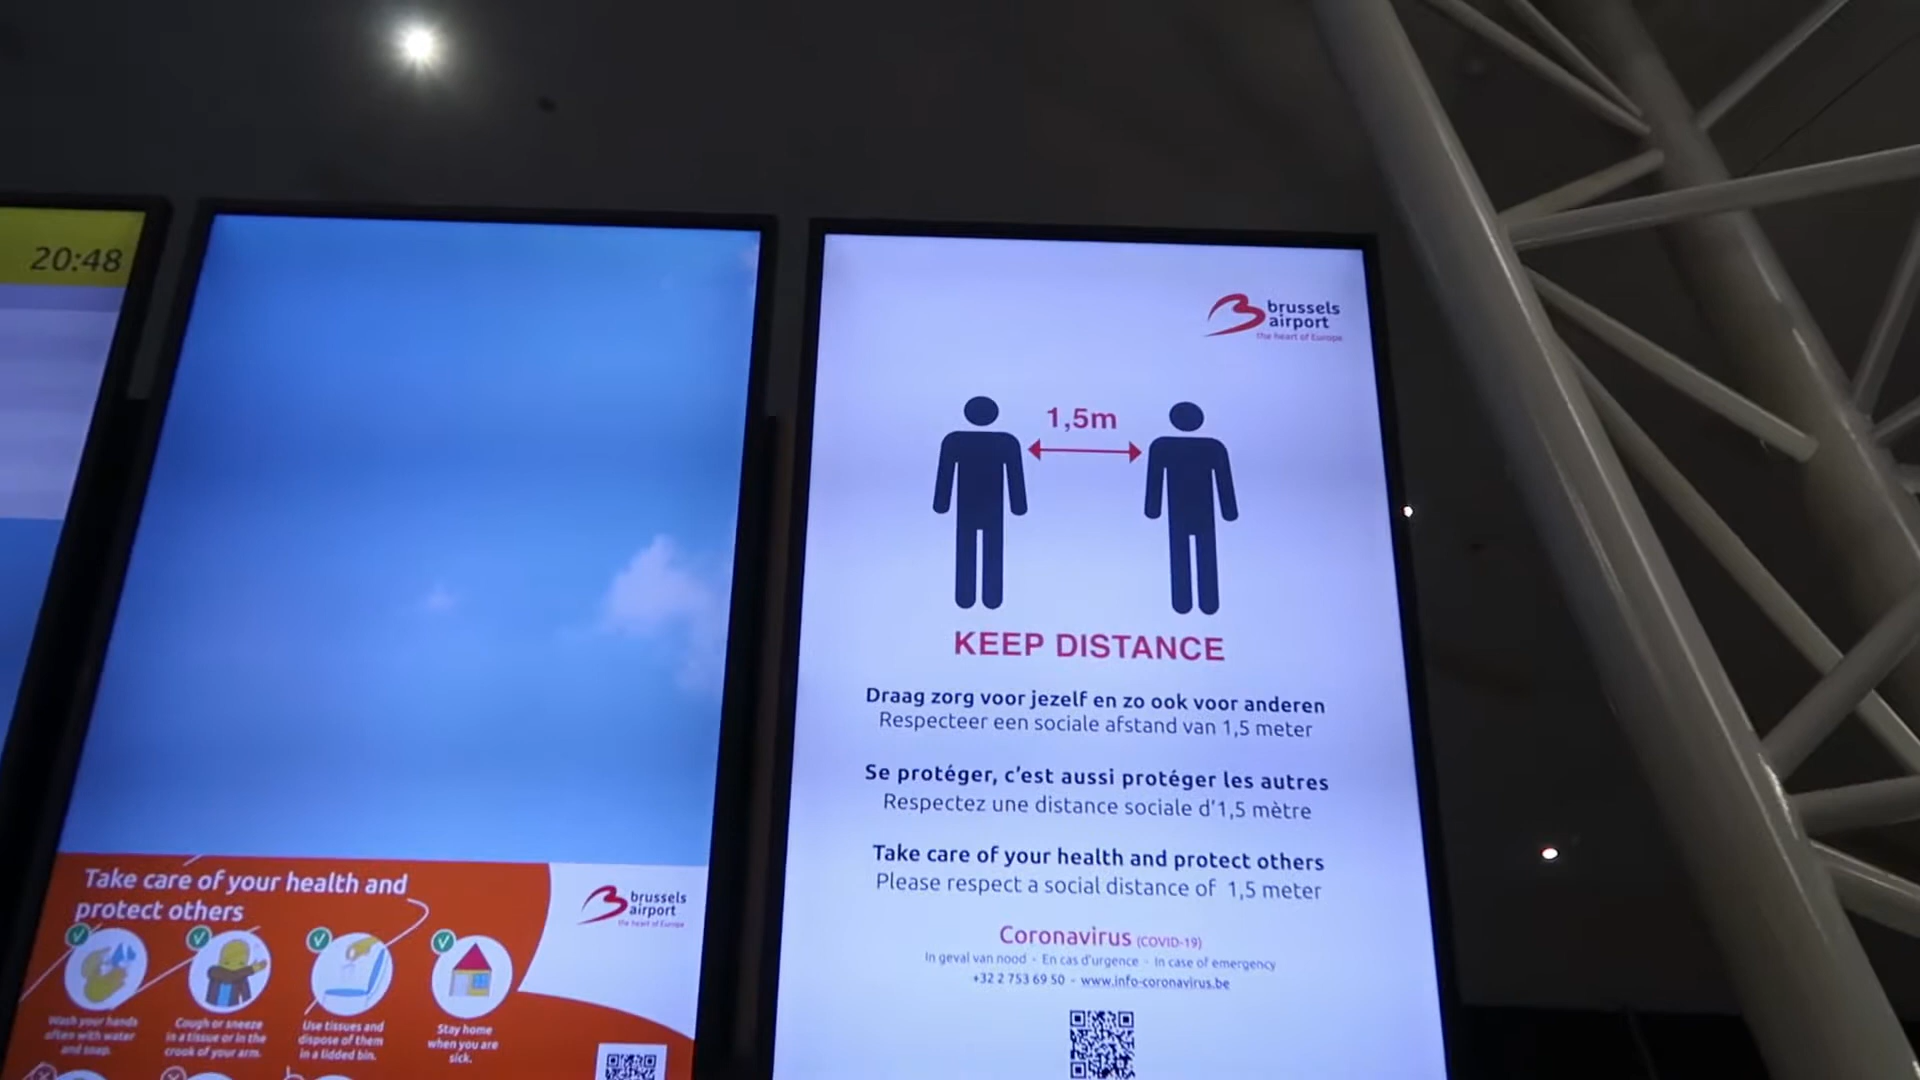 20:48
Take care of your health and
protect others
brussels
airport
the heart of Europe
Wash your hands
often with water
and soap.
Cough or sneeze
in a tissue or in the
crook of your arm.
Use tissues and
dispose of them
in a lidded bin.
Stay home
when you are
sick.
brussels
airport
the heart of Europe
1,5m
KEEP DISTANCE
Draag zorg voor jezelf en zo ook voor anderen
Respecteer een sociale afstand van 1,5 meter
Se protéger, c'est aussi protéger les autres
Respectez une distance sociale d'1,5 mètre
Take care of your health and protect others
Please respect a social distance of 1,5 meter
Coronavirus (COVID-19)
In geval van nood - En cas d'urgence - In case of emergency
+32 2 753 69 50 - www.info-coronavirus.be